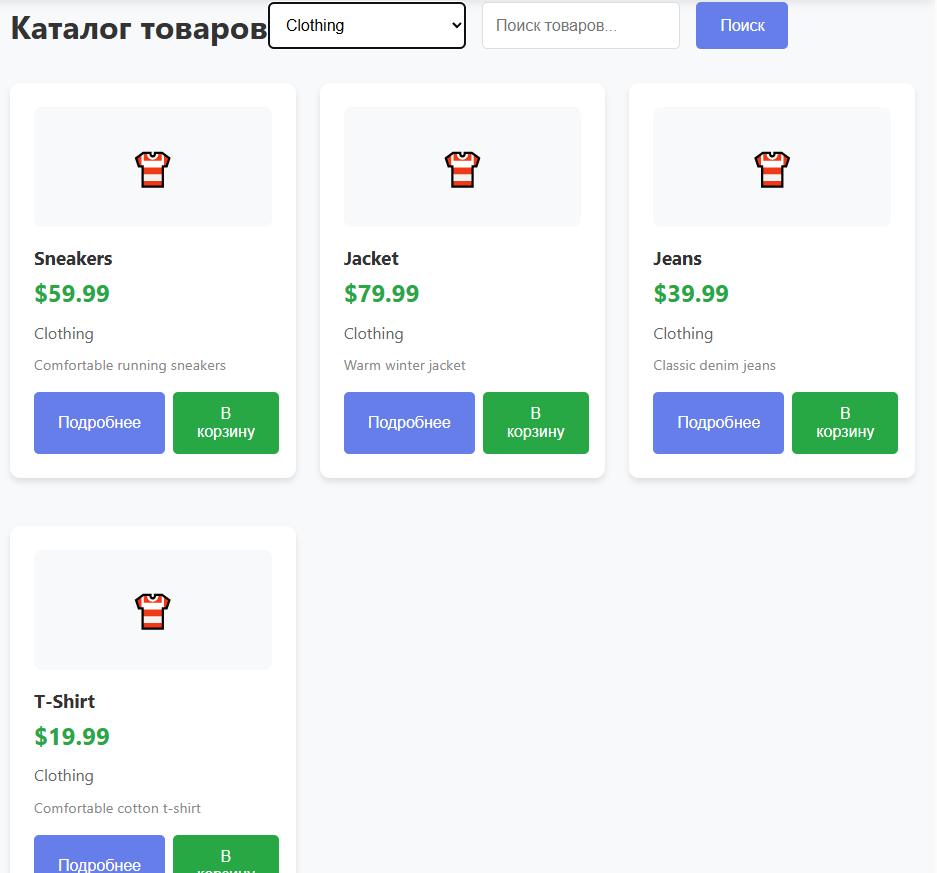 Каталог товаров Clothing Поиск товаров... Поиск
Sneakers Jacket Jeans
$59.99 $79.99 $39.99
Clothing Clothing Clothing
Comfortable running sneakers Warm winter jacket Classic denim jeans
Подробнее В корзину Подробнее В корзину Подробнее В корзину
T-Shirt
$19.99
Clothing
Comfortable cotton t-shirt
Подробнее В корзину